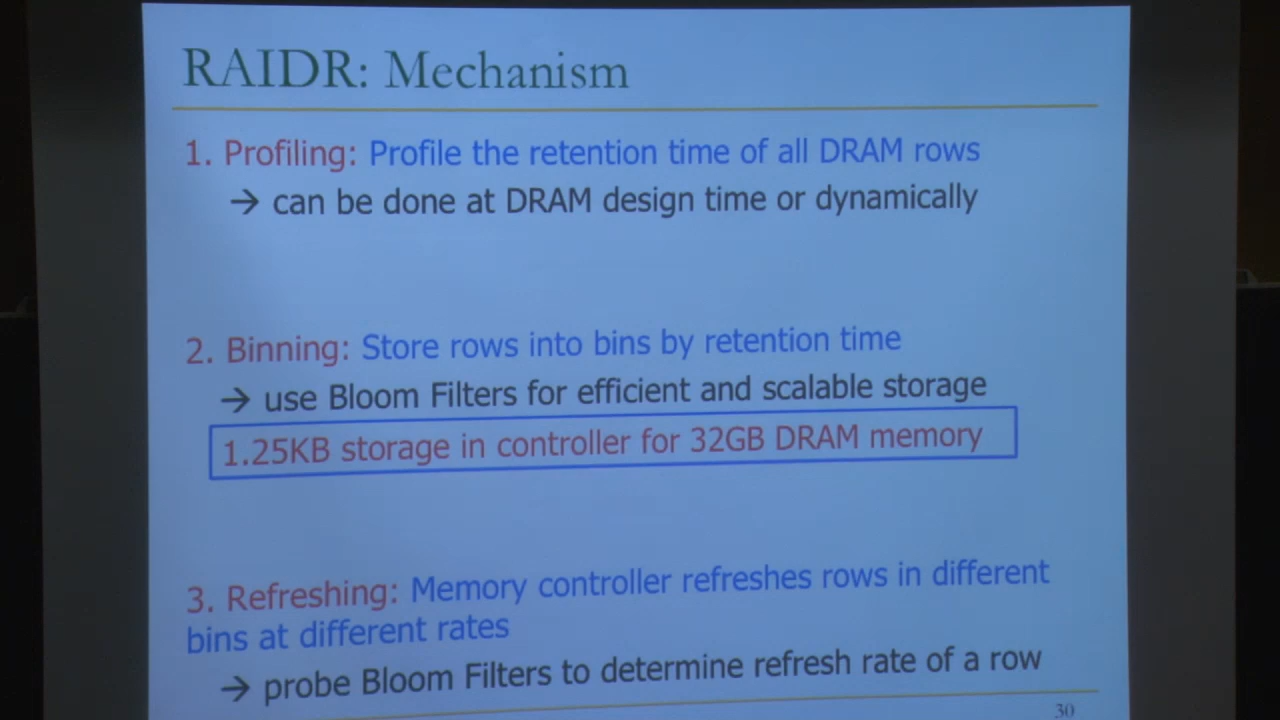 RAIDR: Mechanism
1. Profiling: Profile the retention time of all DRAM rows
→ can be done at DRAM design time or dynamically
2. Binning: Store rows into bins by retention time
→ use Bloom Filters for efficient and scalable storage
1.25KB storage in controller for 32GB DRAM memory
3. Refreshing: Memory controller refreshes rows in different
bins at different rates
→ probe Bloom Filters to determine refresh rate of a row
30